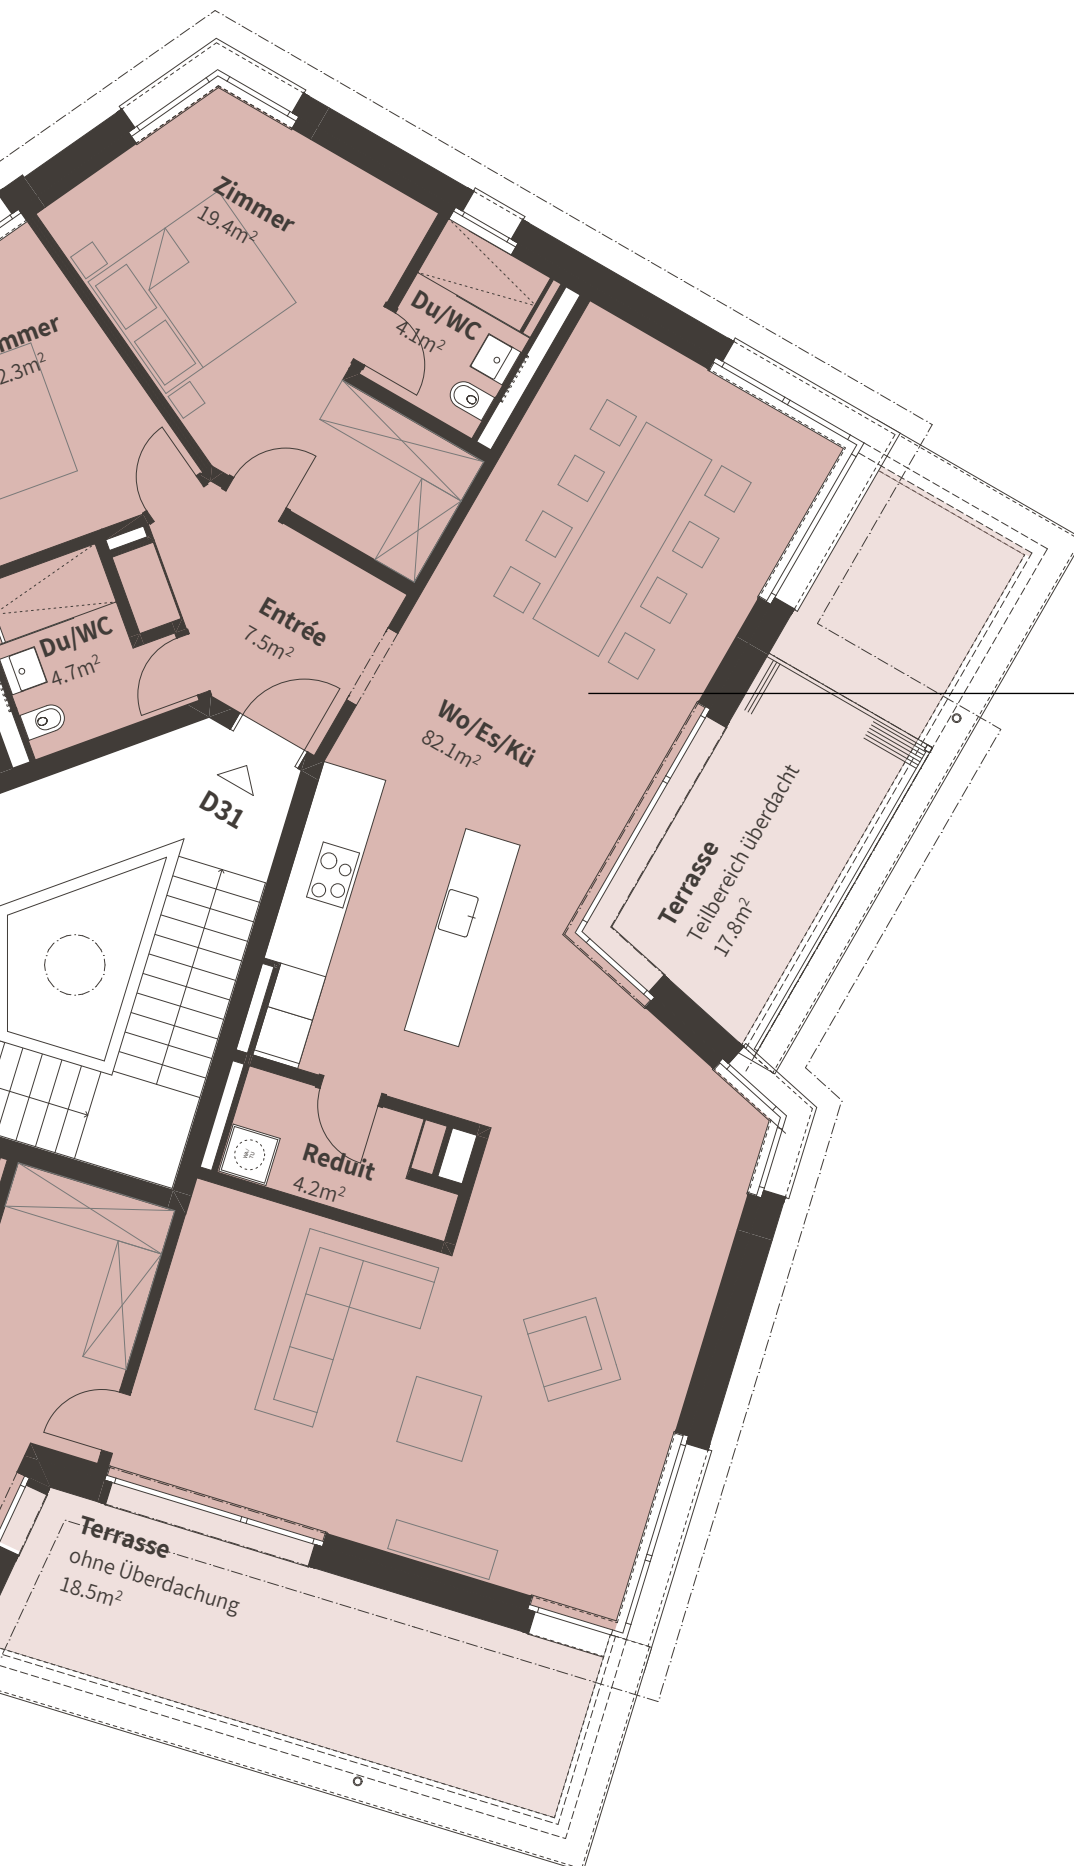 Zimmer
19.4m²
Du/WC
4.1m²
mmer
2.3m²
Entrée
7.5m²
Du/WC
4.7m²
Wo/Es/Kü
82.1m²
D31
Terrasse
Teilbereich überdacht
17.8m²
Reduit
4.2m²
Terrasse
ohne Überdachung
18.5m²